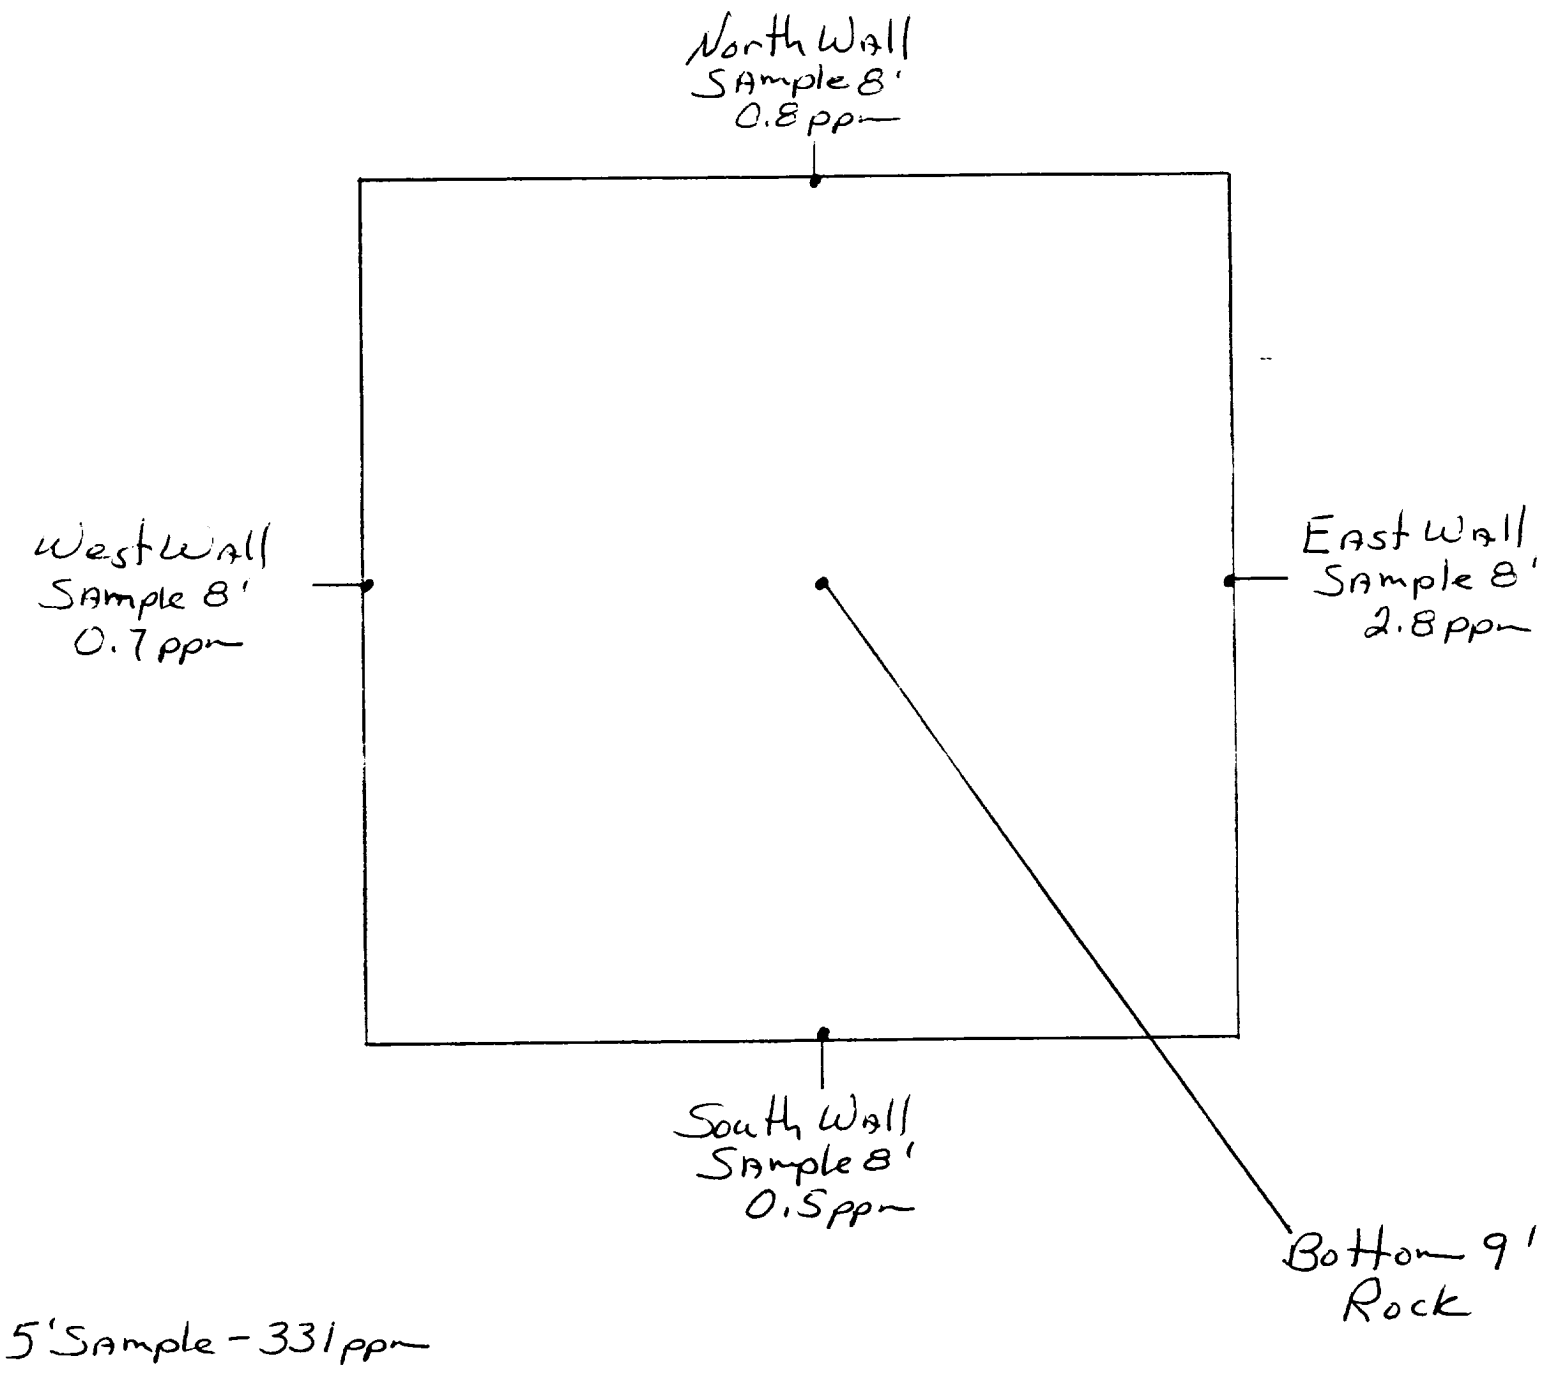 North Wall
Sample 8'
0.8 ppm
West Wall
Sample 8'
0.7 ppm
East Wall
Sample 8'
2.8 ppm
South Wall
Sample 8'
0.5 ppm
Bottom 9'
Rock
5' Sample - 331 ppm